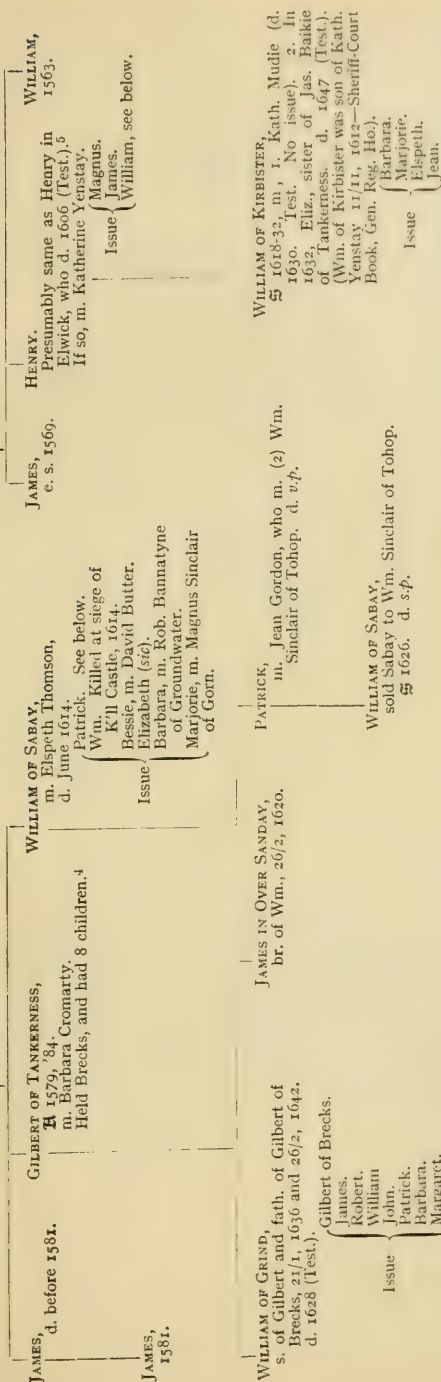 JAMES,
d. before 1581.
JAMES,
1581.
GILBERT OF TANKERNESS,
R 1579, '84.
m. Barbara Cromarty.
Held Brecks, and had 8 children.4
WILLIAM OF SABAY,
m. Elspeth Thomson,
d. June 1614.
Issue
Patrick. See below.
Wm. Killed at siege of
K'll Castle, 1614.
Bessie, m. David Butter.
Elizabeth (sic).
Barbara, m. Rob. Bannatyne
of Groundwater.
Marjorie, m. Magnus Sinclair
of Gorn.
JAMES,
e. s. 1569.
HENRY.
Presumably same as Henry in
Elwick, who d. 1606 (Test.).5
If so, m. Katherine Yenstay.
Issue
Magnus.
James.
William, see below.
WILLIAM,
1563.
WILLIAM OF GRIND,
s. of Gilbert and fath. of Gilbert of
Brecks, 21/1, 1636 and 26/2, 1642.
d. 1628 (Test.).
Issue
Gilbert of Brecks.
James.
Robert.
William
John.
Patrick.
Barbara.
Margaret.
JAMES IN OVER SANDAY,
br. of Wm., 26/2, 1620.
PATRICK,
m. Jean Gordon, who m. (2) Wm.
Sinclair of Tohop. d. v.p.
WILLIAM OF SABAY,
sold Sabay to Wm. Sinclair of Tohop.
S 1626. d. s.p.
WILLIAM OF KIRBISTER,
S 1618-32, m, 1. Kath. Mudie (d.
1630. Test. No issue). 2. In
1632, Eliz., sister of Jas. Baikie
of Tankerness. d. 1647 (Test.).
(Wm. of Kirbister was son of Kath.
Yenstay 11/11, 1612—Sheriff-Court
Book, Gen. Reg. Ho.).
Issue
Barbara.
Marjorie.
Elspeth.
Jean.